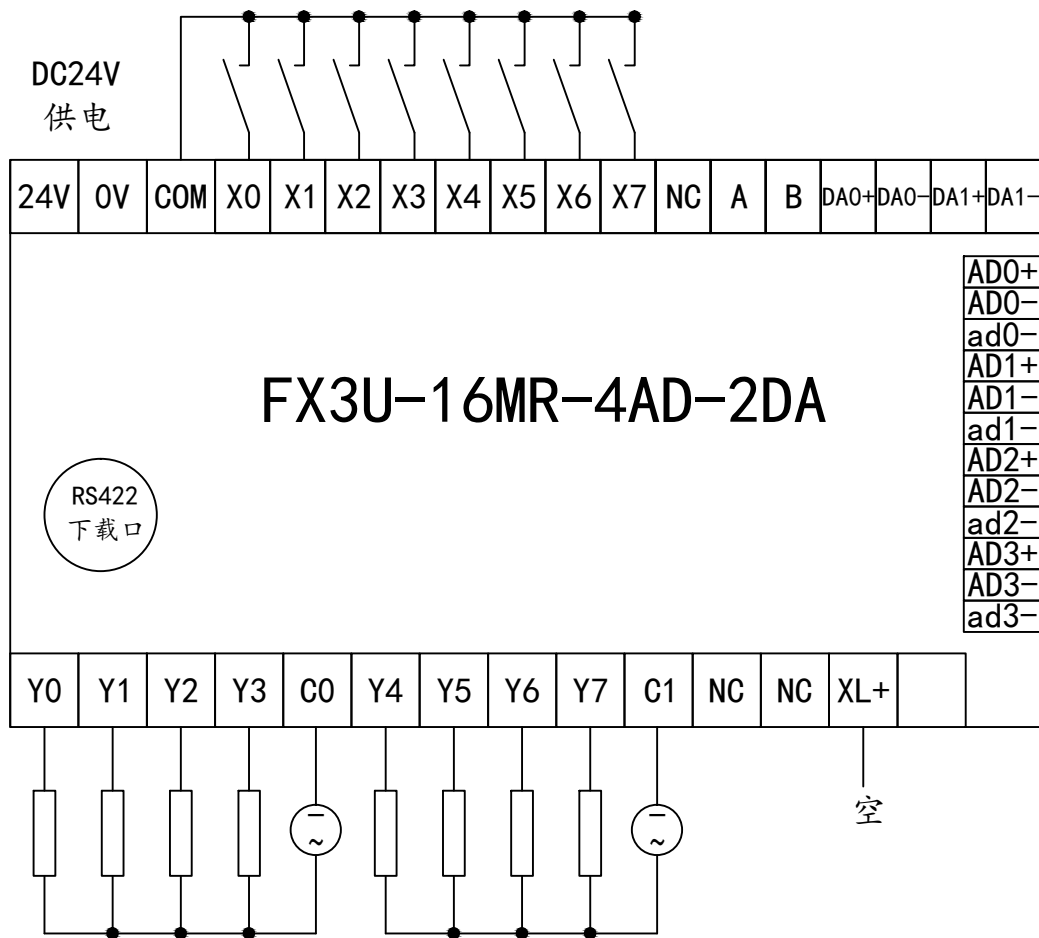 DC24V
供电
24V 0V COM X0 X1 X2 X3 X4 X5 X6 X7 NC A B DA0+ DA0- DA1+ DA1-
AD0+
AD0-
ad0-
AD1+
AD1-
ad1-
AD2+
AD2-
ad2-
AD3+
AD3-
ad3-
FX3U-16MR-4AD-2DA
RS422
下载口
Y0 Y1 Y2 Y3 C0 Y4 Y5 Y6 Y7 C1 NC NC XL+
空